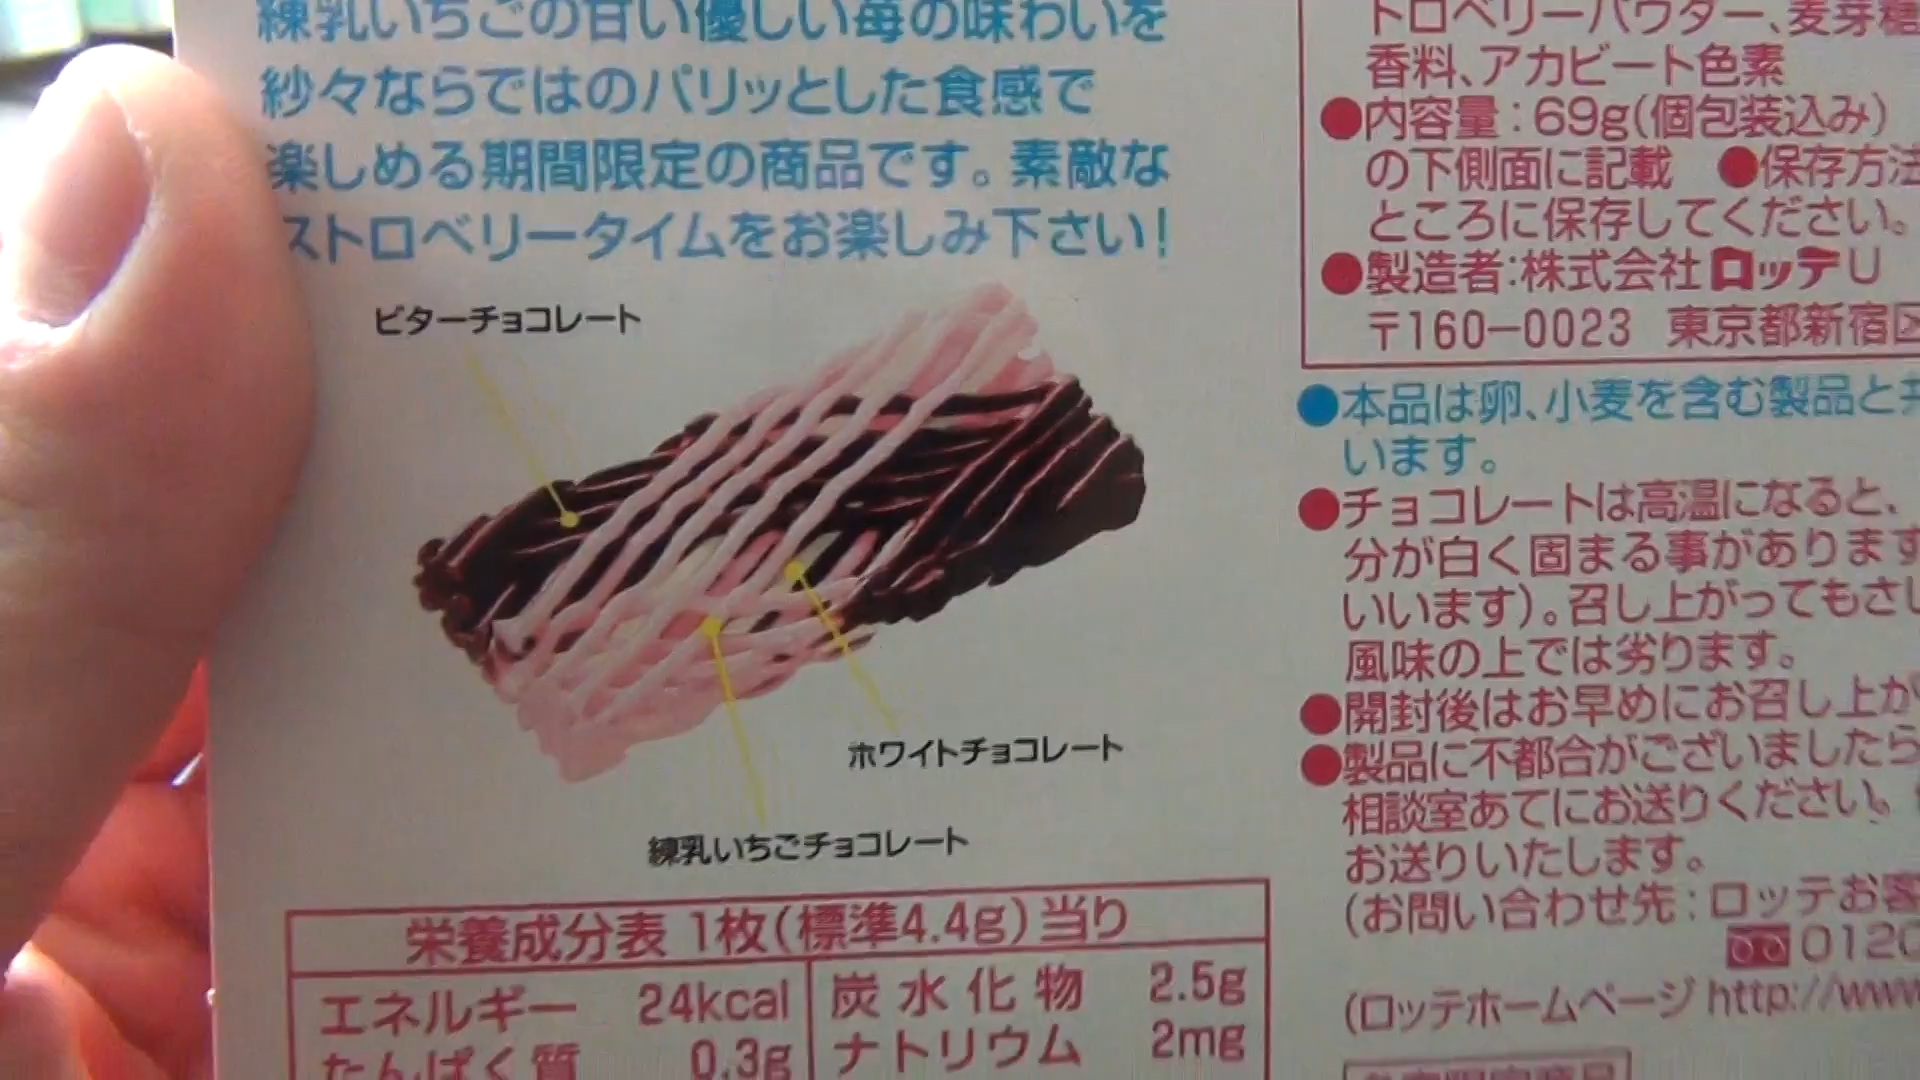 練乳いちごの甘い優しい苺の味わいを
紗々ならではのパリッとした食感で
楽しめる期間限定の商品です。素敵な
ストロベリータイムをお楽しみ下さい!
ビターチョコレート
ホワイトチョコレート
練乳いちごチョコレート
栄養成分表 1枚(標準4.4g)当り
エネルギー 24kcal 炭水化物 2.5g
たんぱく質 0.3g ナトリウム 2mg
トロベリーパウダー、麦芽糖
香料、アカビート色素
●内容量:69g(個包装込み)
の下側面に記載 ●保存方法
ところに保存してください。
●製造者:株式会社ロッテU
〒160-0023 東京都新宿区
●本品は卵、小麦を含む製品と共
います。
●チョコレートは高温になると、
分が白く固まる事があります
いいます)。召し上がってもさし
風味の上では劣ります。
●開封後はお早めにお召し上が
●製品に不都合がございましたら
相談室あてにお送りください。
お送りいたします。
(お問い合わせ先:ロッテお客
0120
(ロッテホームページ http://www